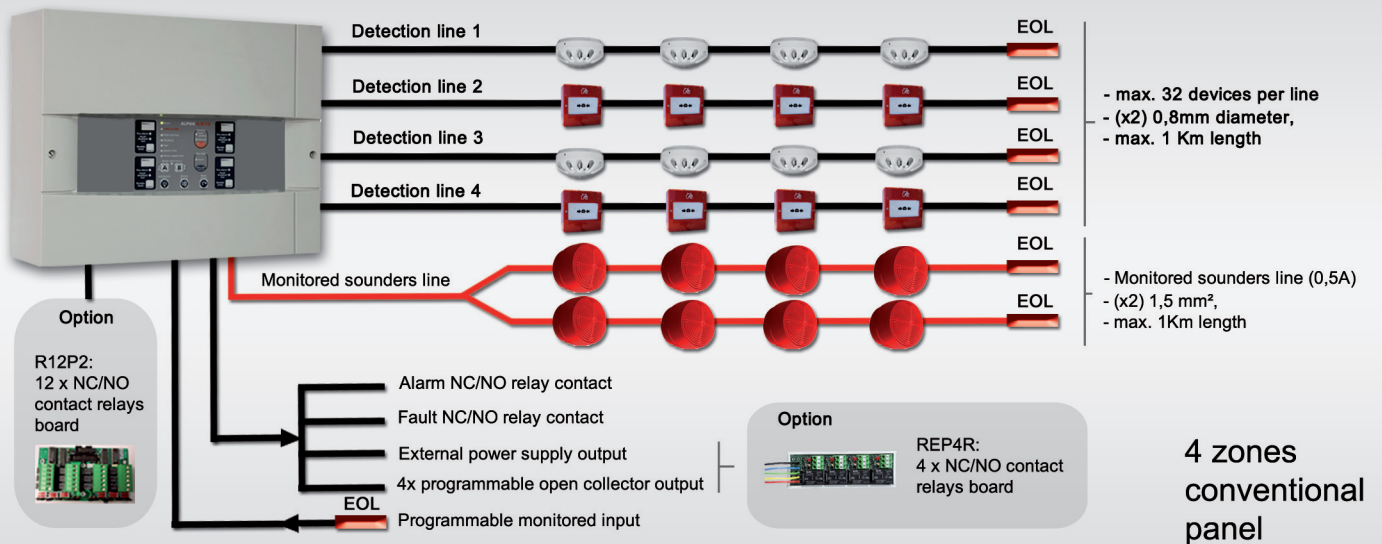 Detection line 1
EOL
Detection line 2
EOL
Detection line 3
EOL
Detection line 4
EOL
- max. 32 devices per line
- (x2) 0,8mm diameter,
- max. 1 Km length
Monitored sounders line
EOL
EOL
- Monitored sounders line (0,5A)
- (x2) 1,5 mm²,
- max. 1Km length
Option
R12P2:
12 x NC/NO
contact relays
board
Alarm NC/NO relay contact
Fault NC/NO relay contact
External power supply output
4x programmable open collector output
EOL
Programmable monitored input
Option
REP4R:
4 x NC/NO contact
relays board
4 zones
conventional
panel